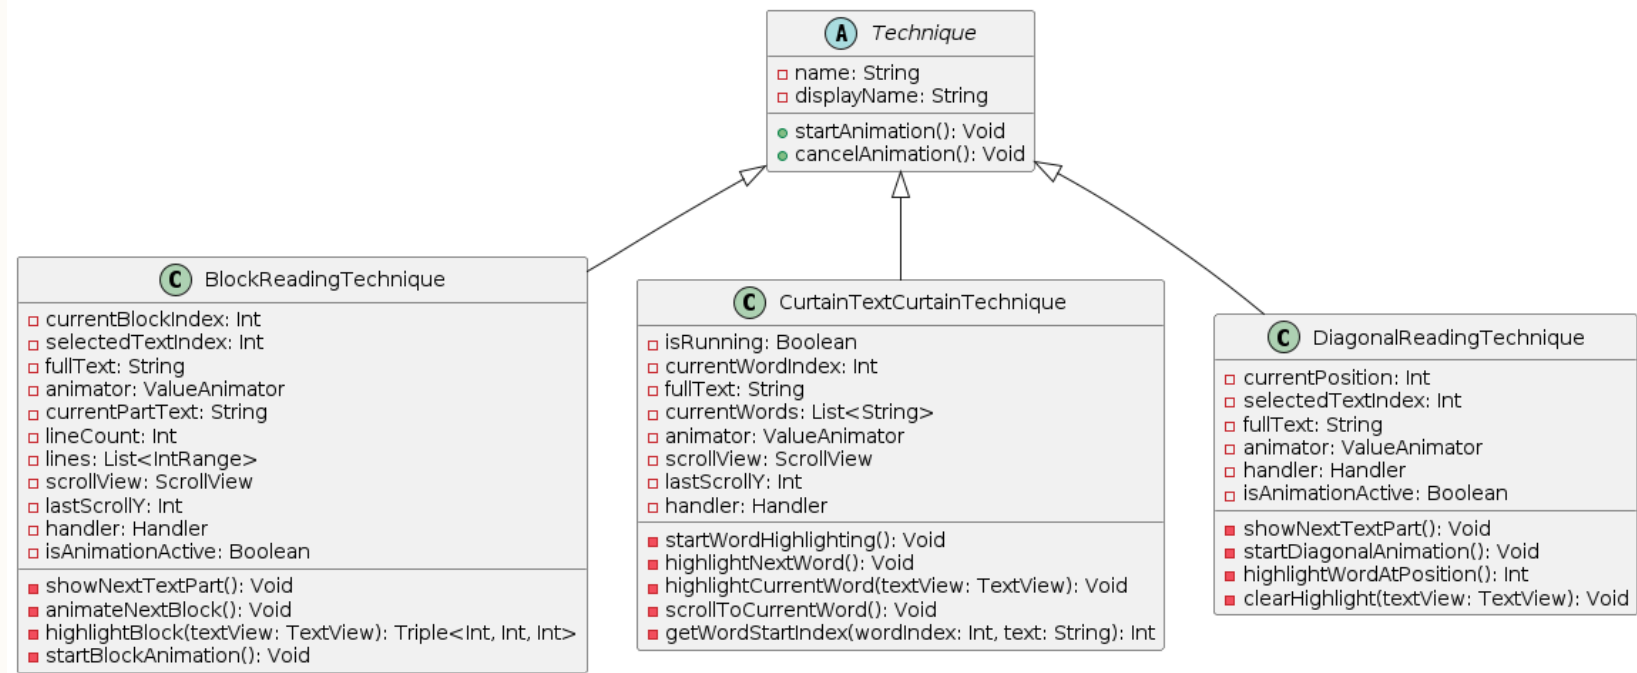 A Technique
name: String
displayName: String
startAnimation(): Void
cancelAnimation(): Void
C BlockReadingTechnique
currentBlockIndex: Int
selectedTextIndex: Int
fullText: String
animator: ValueAnimator
currentPartText: String
lineCount: Int
lines: List<IntRange>
scrollView: ScrollView
lastScrollY: Int
handler: Handler
isAnimationActive: Boolean
showNextTextPart(): Void
animateNextBlock(): Void
highlightBlock(textView: TextView): Triple<Int, Int, Int>
startBlockAnimation(): Void
C CurtainTextCurtainTechnique
isRunning: Boolean
currentWordIndex: Int
fullText: String
currentWords: List<String>
animator: ValueAnimator
scrollView: ScrollView
lastScrollY: Int
handler: Handler
startWordHighlighting(): Void
highlightNextWord(): Void
highlightCurrentWord(textView: TextView): Void
scrollToCurrentWord(): Void
getWordStartIndex(wordIndex: Int, text: String): Int
C DiagonalReadingTechnique
currentPosition: Int
selectedTextIndex: Int
fullText: String
animator: ValueAnimator
handler: Handler
isAnimationActive: Boolean
showNextTextPart(): Void
startDiagonalAnimation(): Void
highlightWordAtPosition(): Int
clearHighlight(textView: TextView): Void